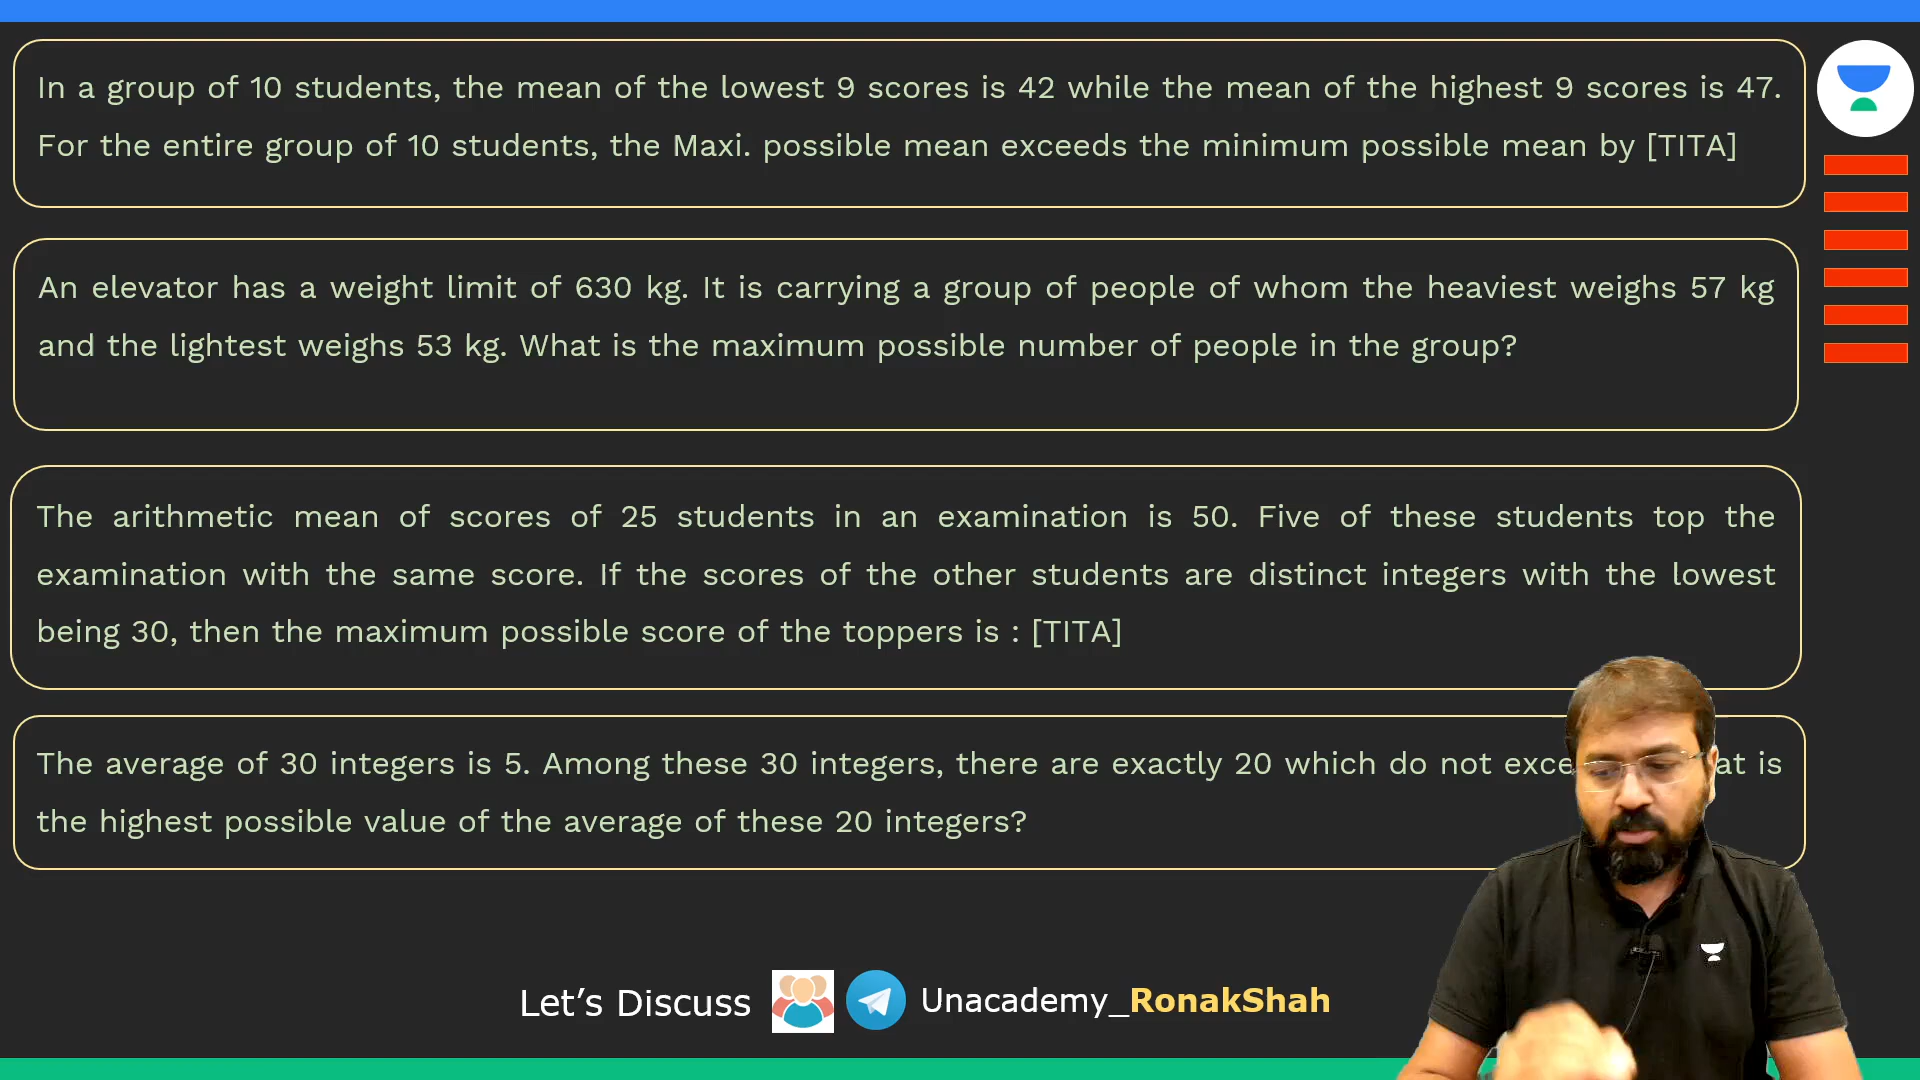 In a group of 10 students, the mean of the lowest 9 scores is 42 while the mean of the highest 9 scores is 47.
For the entire group of 10 students, the Maxi. possible mean exceeds the minimum possible mean by [TITA]
An elevator has a weight limit of 630 kg. It is carrying a group of people of whom the heaviest weighs 57 kg
and the lightest weighs 53 kg. What is the maximum possible number of people in the group?
The arithmetic mean of scores of 25 students in an examination is 50. Five of these students top the
examination with the same score. If the scores of the other students are distinct integers with the lowest
being 30, then the maximum possible score of the toppers is : [TITA]
The average of 30 integers is 5. Among these 30 integers, there are exactly 20 which do not is
the highest possible value of the average of these 20 integers?
Let’s Discuss
Unacademy_RonakShah